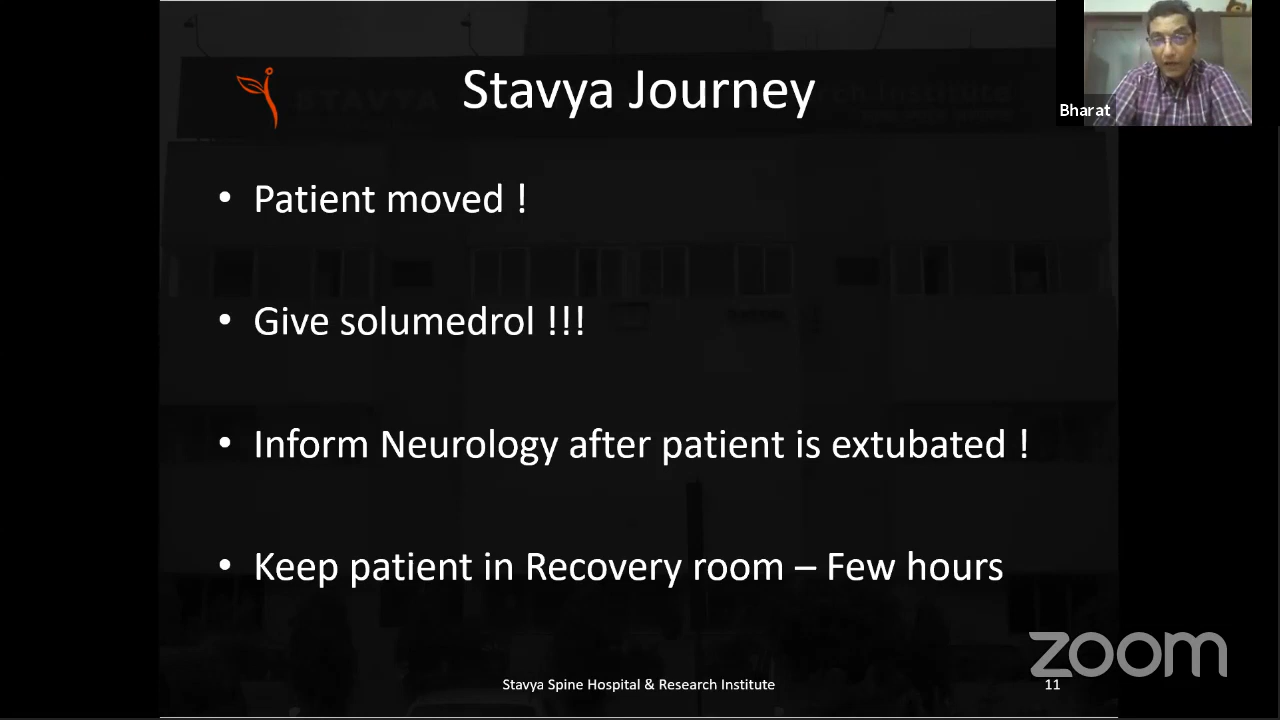 Stavya Journey
Bharat
• Patient moved !
• Give solumedrol !!!
• Inform Neurology after patient is extubated !
• Keep patient in Recovery room – Few hours
zoom
Stavya Spine Hospital & Research Institute
11